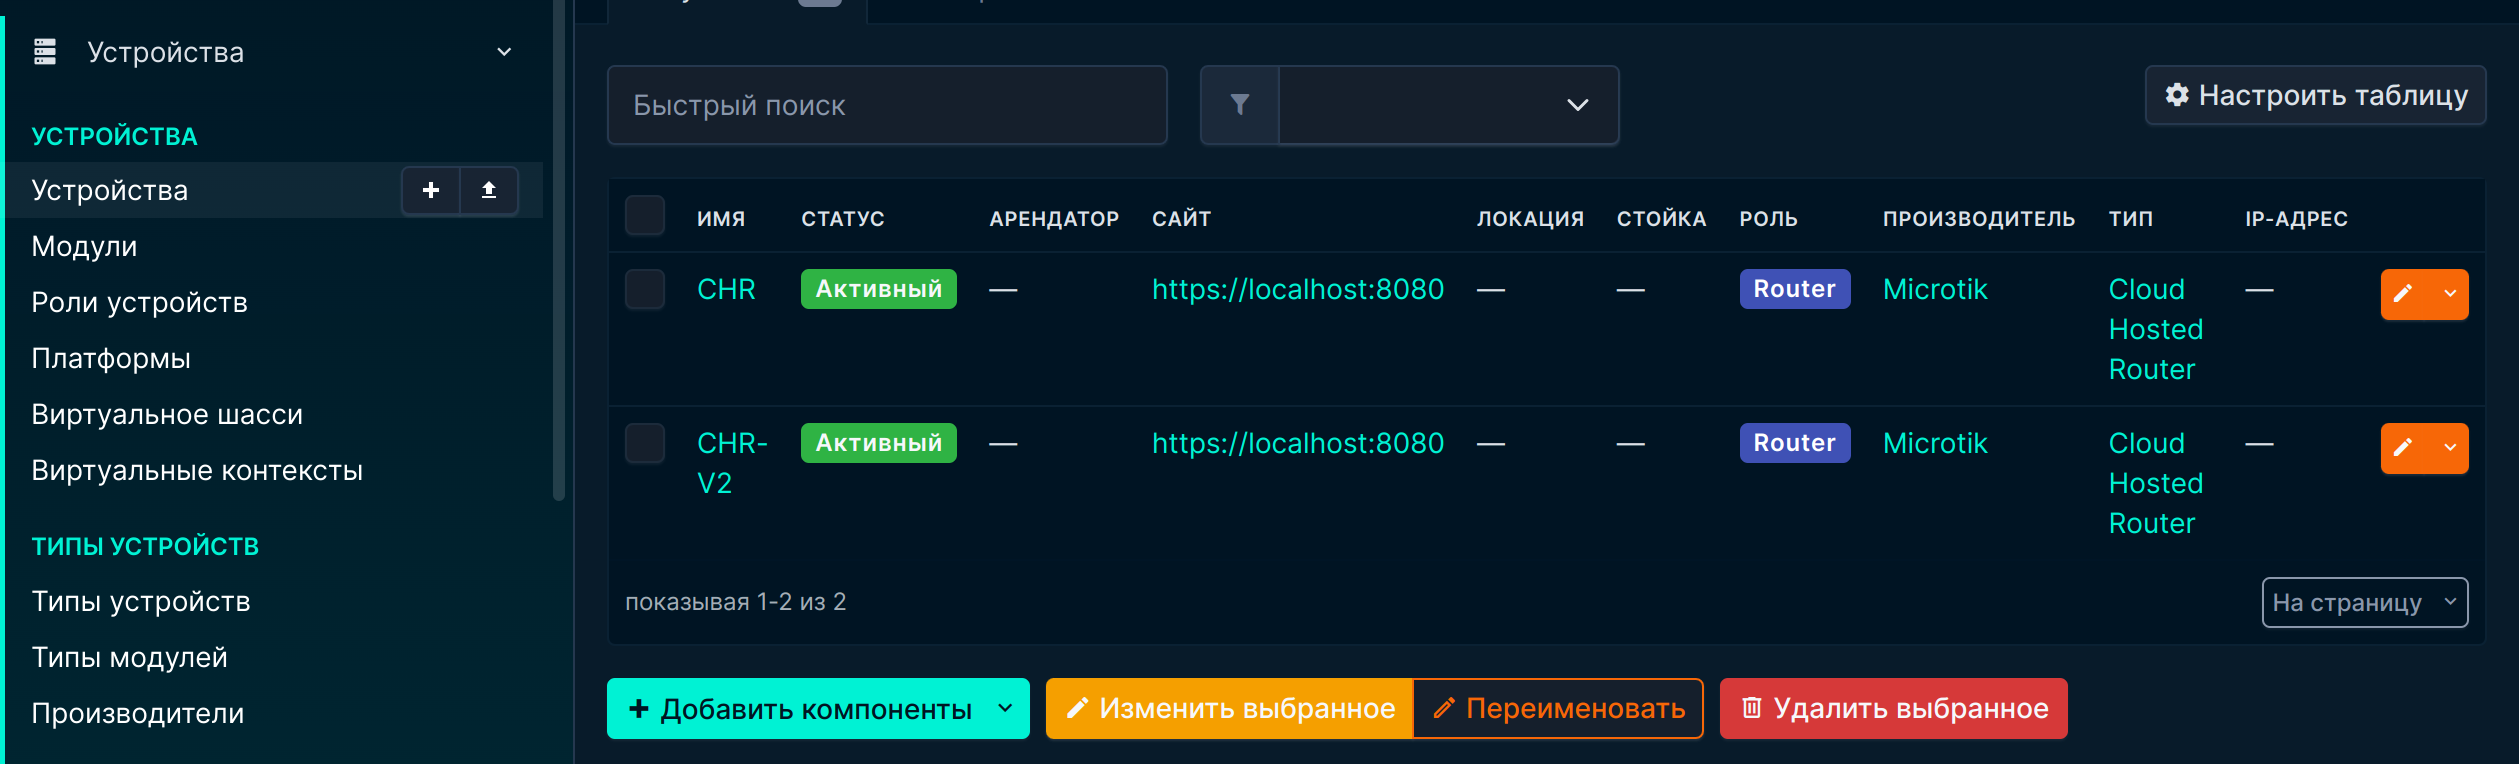 Устройства
УСТРОЙСТВА
Устройства
Модули
Роли устройств
Платформы
Виртуальное шасси
Виртуальные контексты
ТИПЫ УСТРОЙСТВ
Типы устройств
Типы модулей
Производители
Быстрый поиск
Настроить таблицу
ИМЯ СТАТУС АРЕНДАТОР САЙТ ЛОКАЦИЯ СТОЙКА РОЛЬ ПРОИЗВОДИТЕЛЬ ТИП IP-АДРЕС
CHR Активный — https://localhost:8080 — — Router Microtik Cloud —
Hosted
Router
CHR- Активный — https://localhost:8080 — — Router Microtik Cloud —
V2 Hosted
Router
показывая 1-2 из 2
На страницу
Добавить компоненты
Изменить выбранное
Переименовать
Удалить выбранное